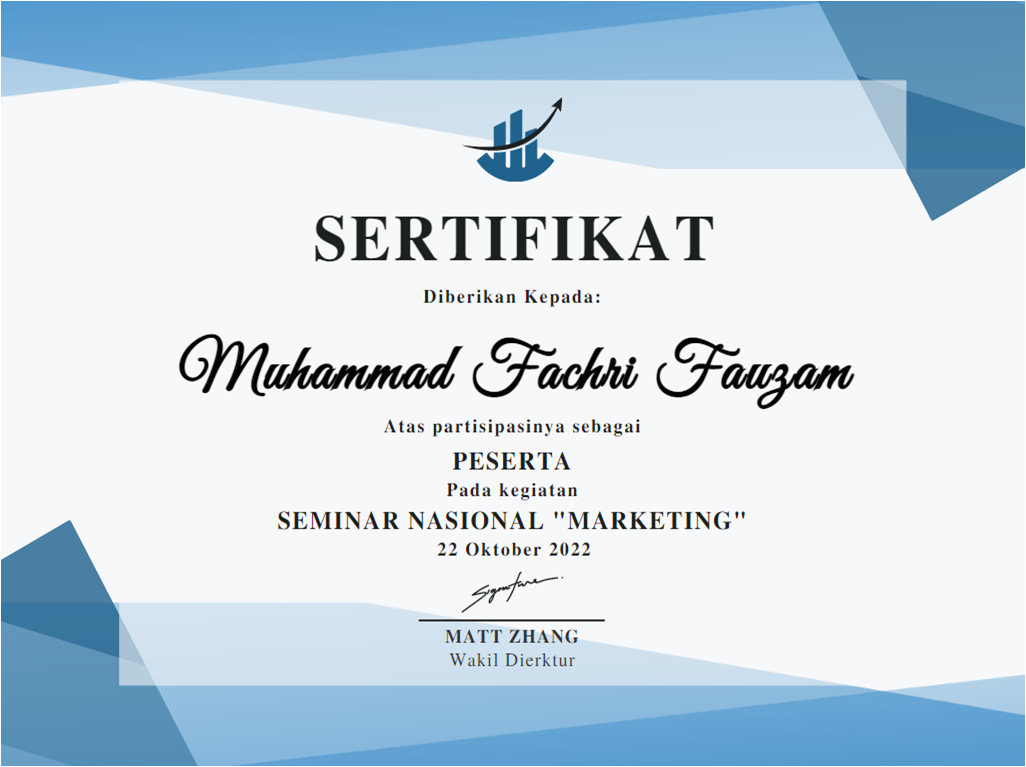 SERTIFIKAT
Diberikan Kepada:
Muhammad Fachri Fauzam
Atas partisipasinya sebagai
PESERTA
Pada kegiatan
SEMINAR NASIONAL "MARKETING"
22 Oktober 2022
Signature
MATT ZHANG
Wakil Dierktur